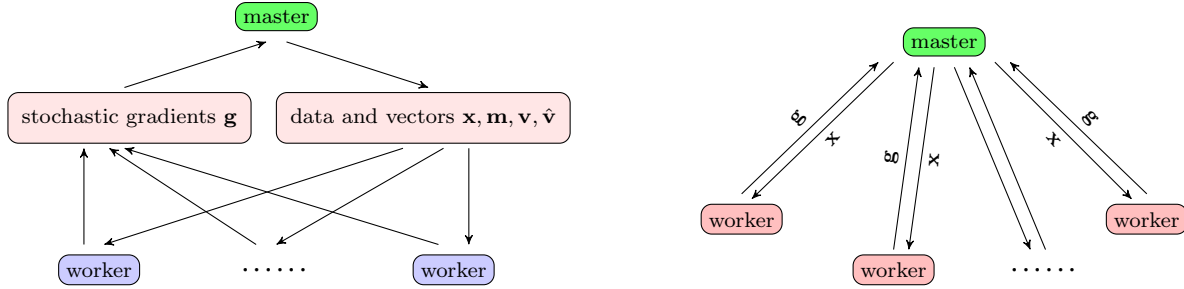 master
stochastic gradients g
data and vectors x, m, v, v̂
worker
......
worker
master
g
x
g
x
g
x
worker
worker
......
worker